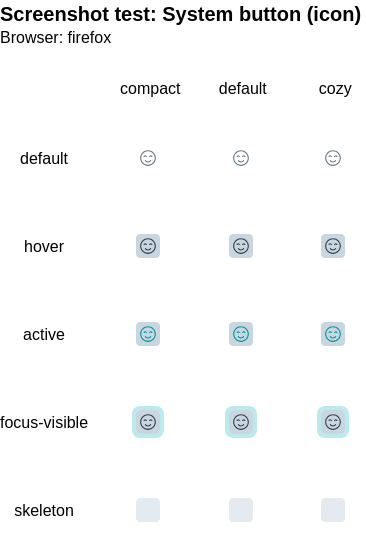 Screenshot test: System button (icon)
Browser: firefox
compact default cozy
default
hover
active
focus-visible
skeleton